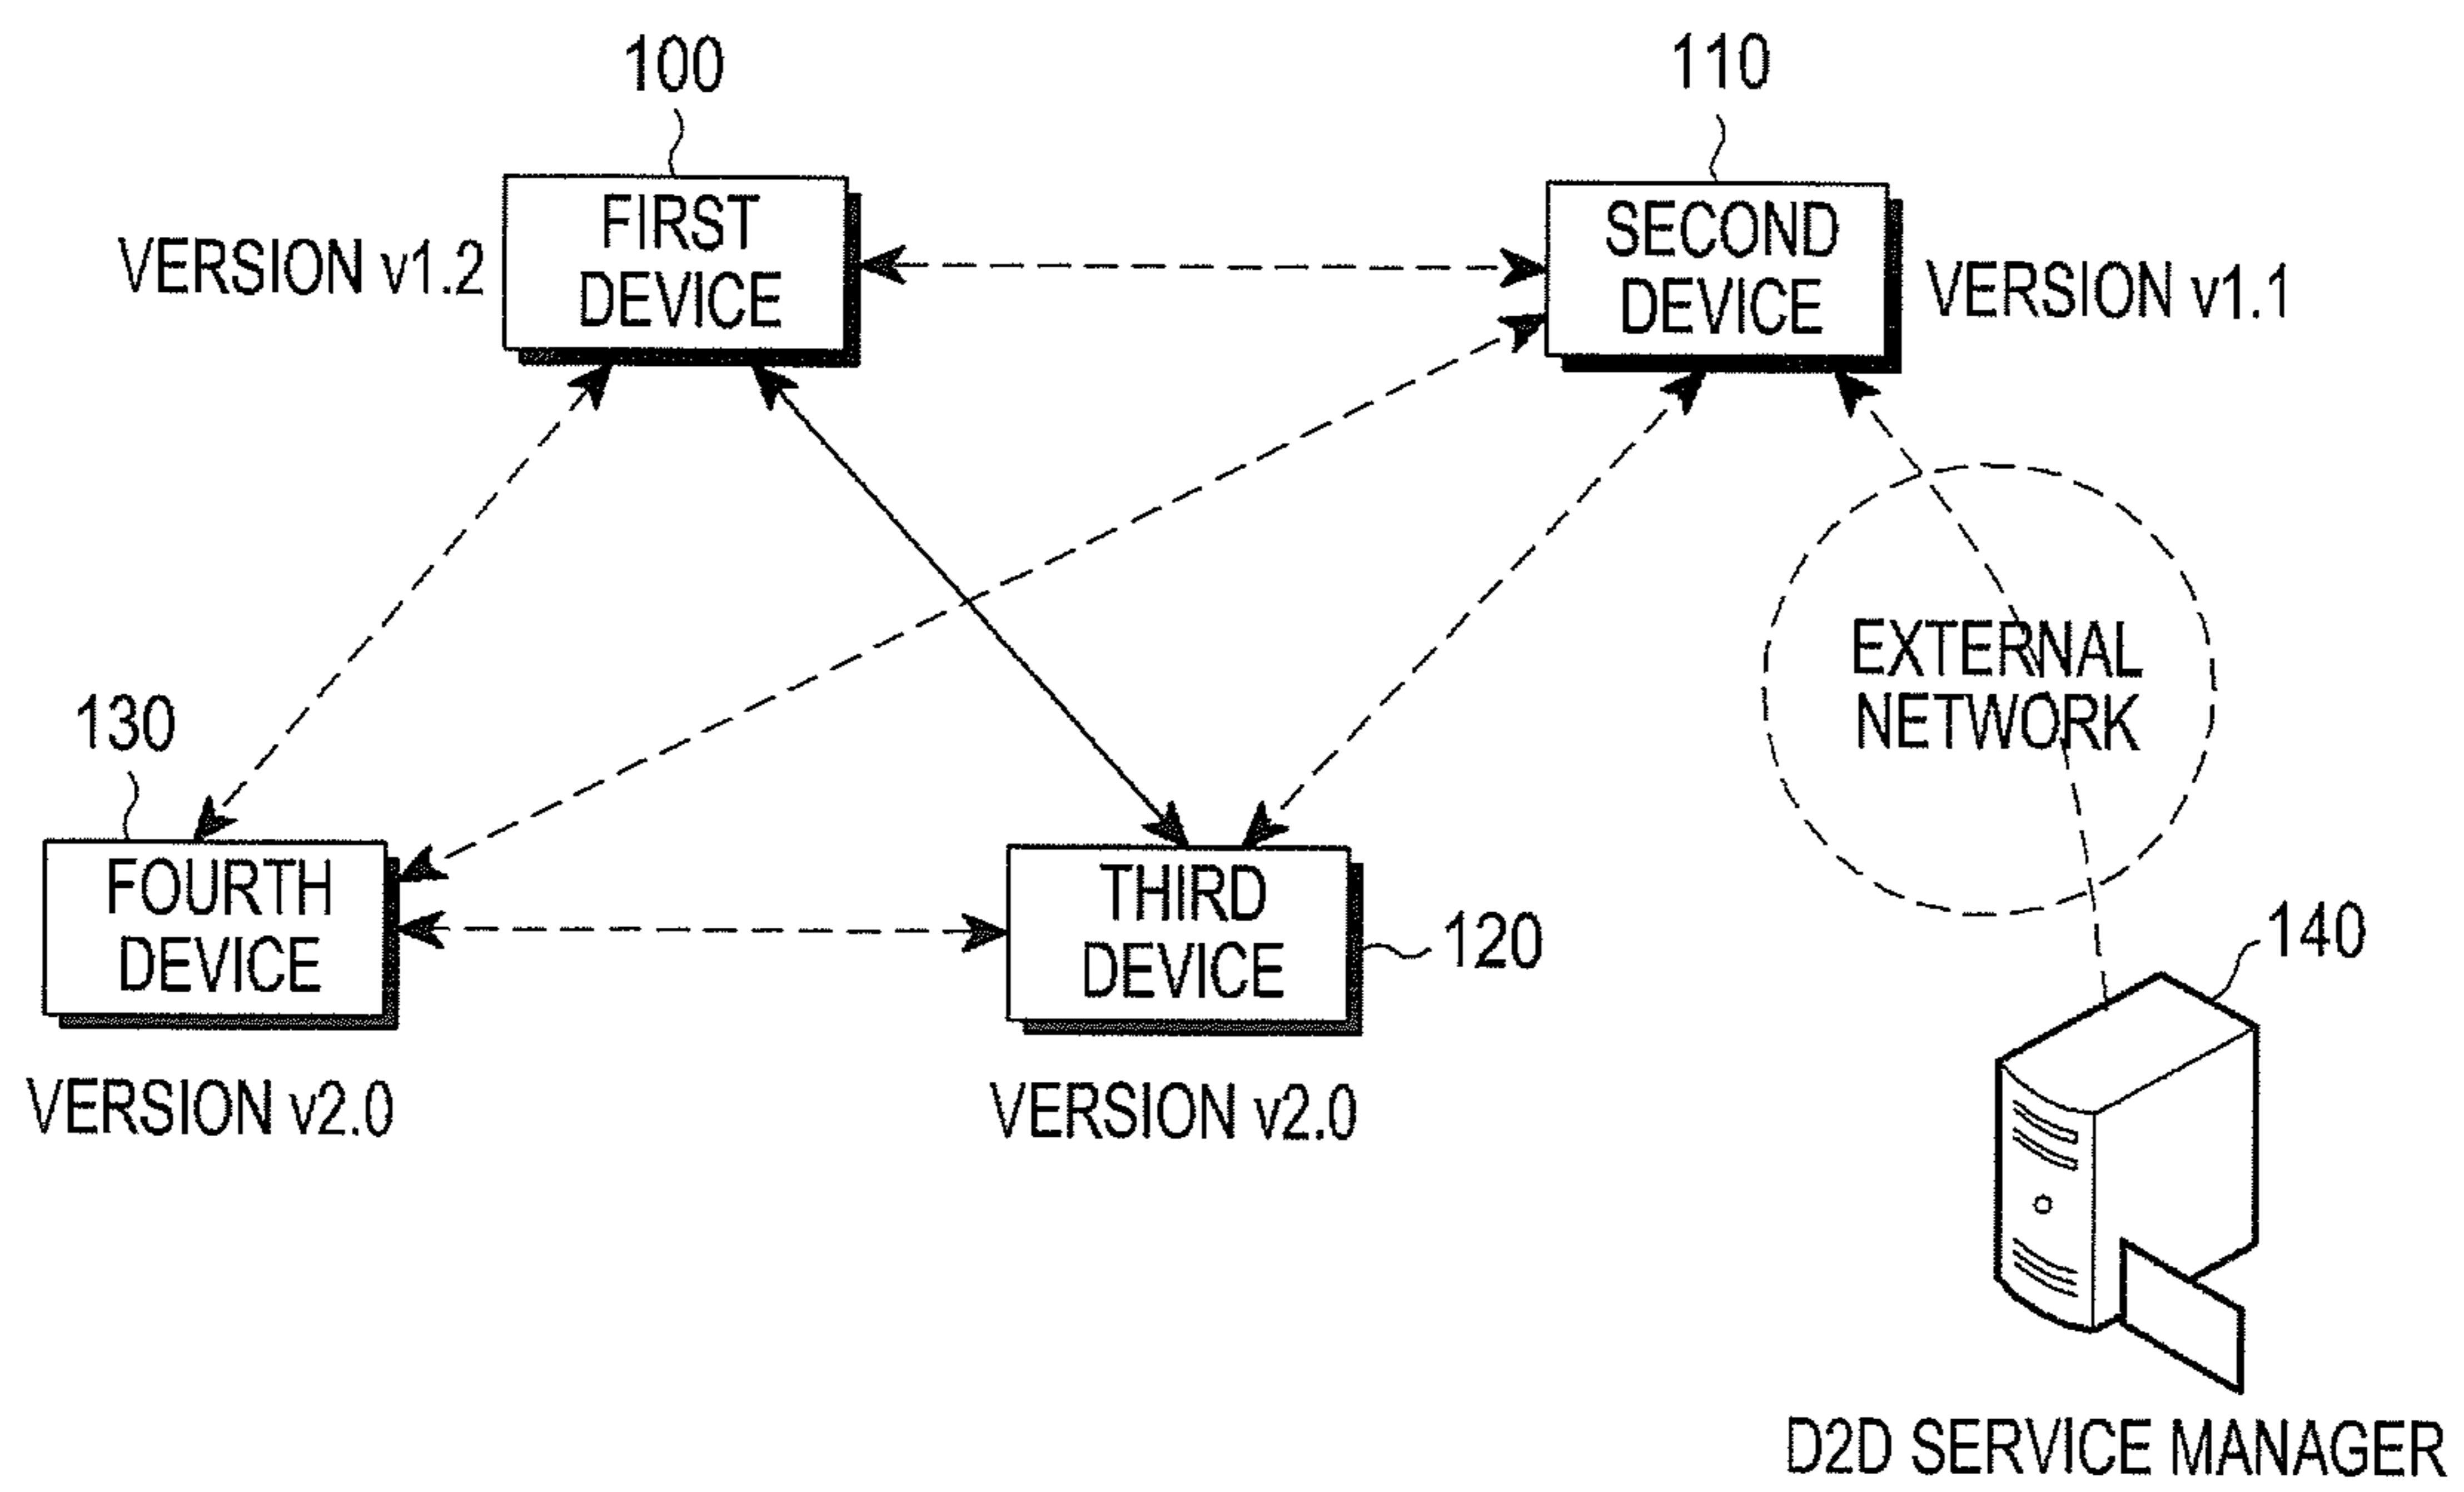 100
110
FIRST
DEVICE
VERSION v1.2
SECOND
DEVICE
VERSION v1.1
EXTERNAL
NETWORK
130
FOURTH
DEVICE
VERSION v2.0
THIRD
DEVICE
120
VERSION v2.0
140
D2D SERVICE MANAGER